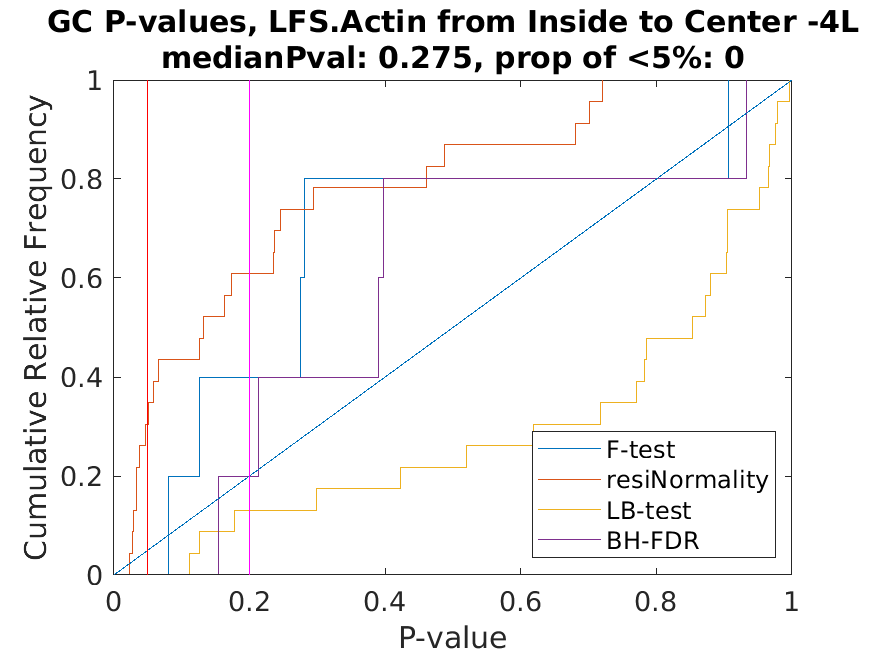 GC P-values, LFS.Actin from Inside to Center -4L
medianPval: 0.275, prop of <5%: 0
Cumulative Relative Frequency
1
0.8
0.6
0.4
0.2
0
0
0.2
0.4
0.6
0.8
1
P-value
F-test
resiNormality
LB-test
BH-FDR